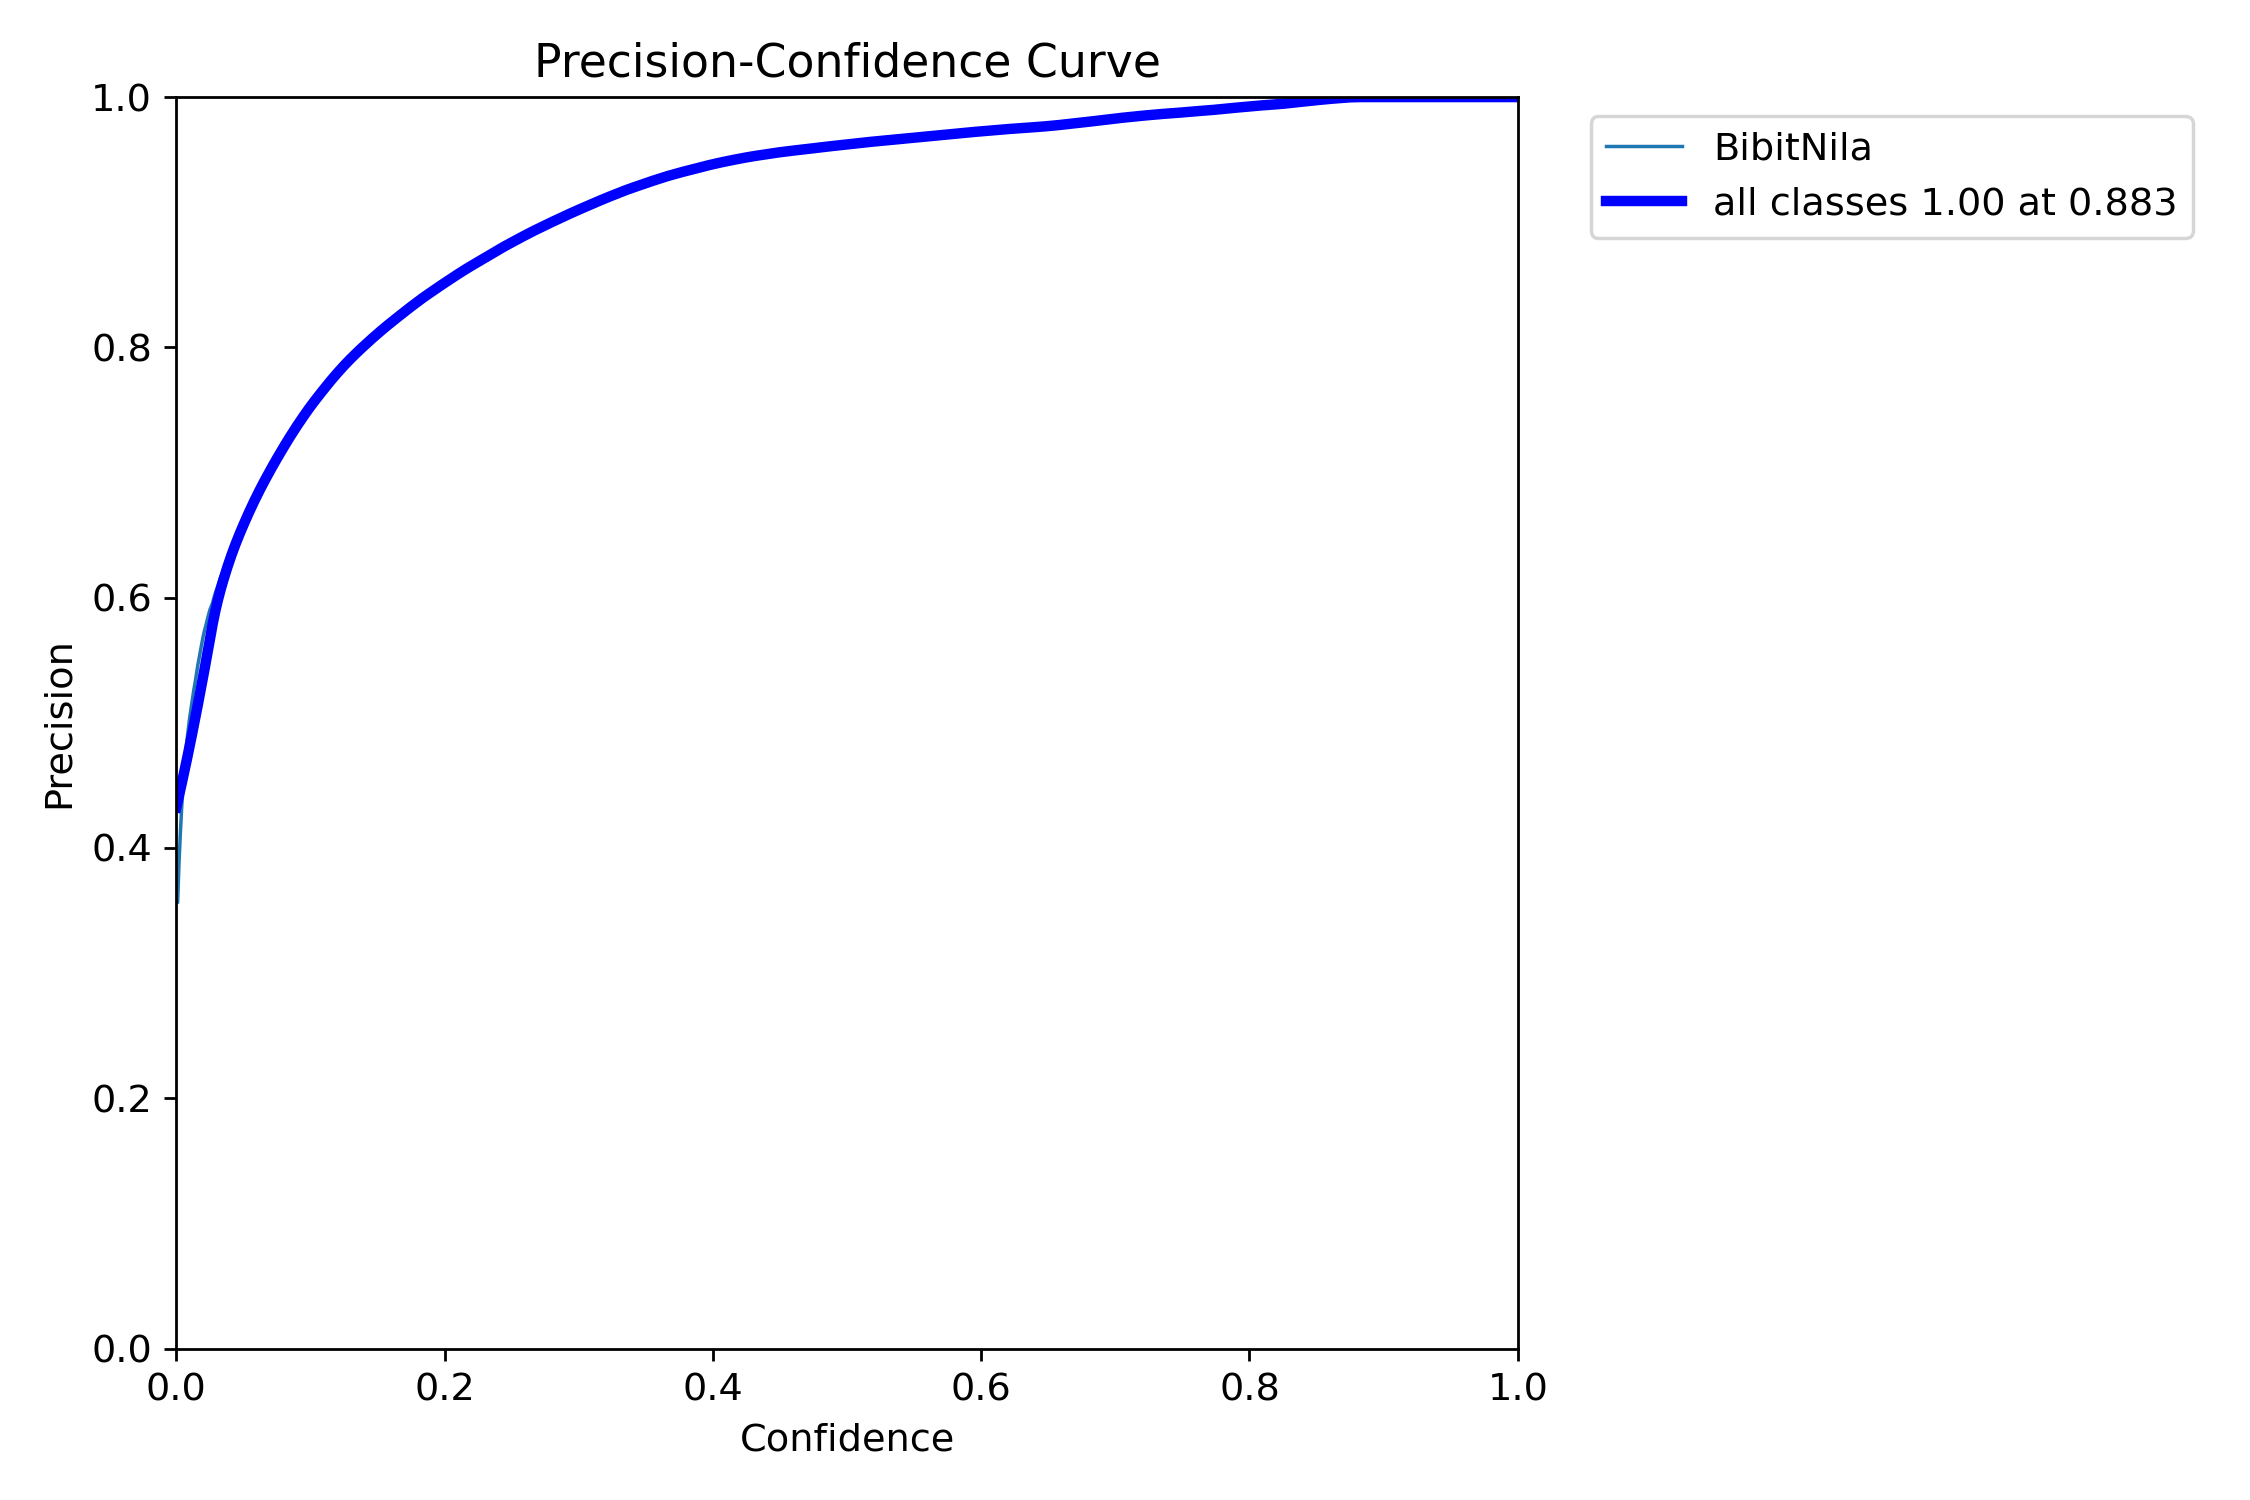 Precision-Confidence Curve
1.0
0.8
0.6
0.4
0.2
0.0
Precision
0.0 0.2 0.4 0.6 0.8 1.0
Confidence
BibitNila
all classes 1.00 at 0.883